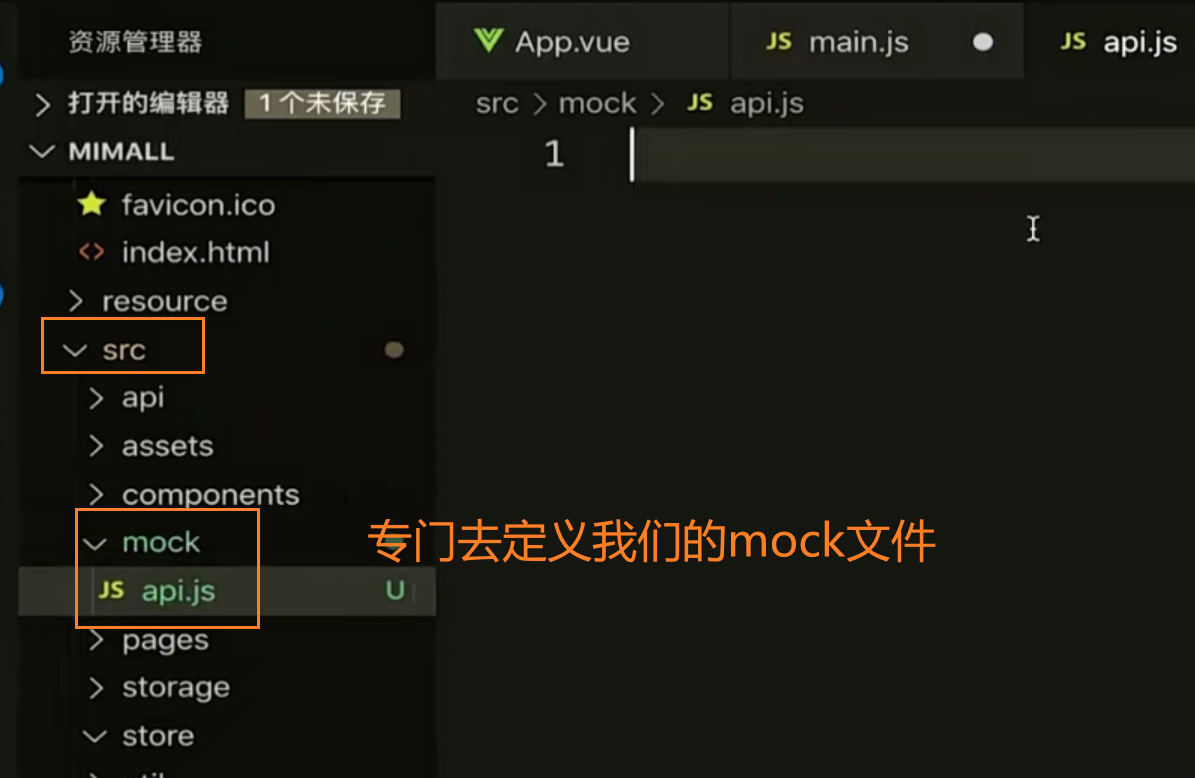 资源管理器
App.vue
JS main.js
JS api.js
打开的编辑器 1 个未保存
src > mock > JS api.js
MIMALL
1
favicon.ico
<> index.html
resource
src
api
assets
components
mock
专门去定义我们的mock文件
JS api.js U
pages
storage
store